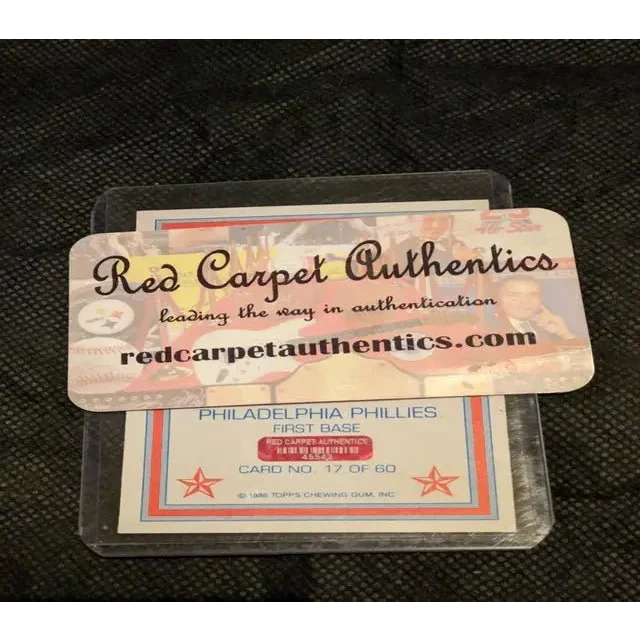 Red Carpet Authentics
leading the way in authentication
redcarpetauthentics.com
PHILADELPHIA PHILLIES
FIRST BASE
RED CARPET AUTHENTICS
45542
CARD NO. 17 OF 60
© 1986 TOPPS CHEWING GUM, INC